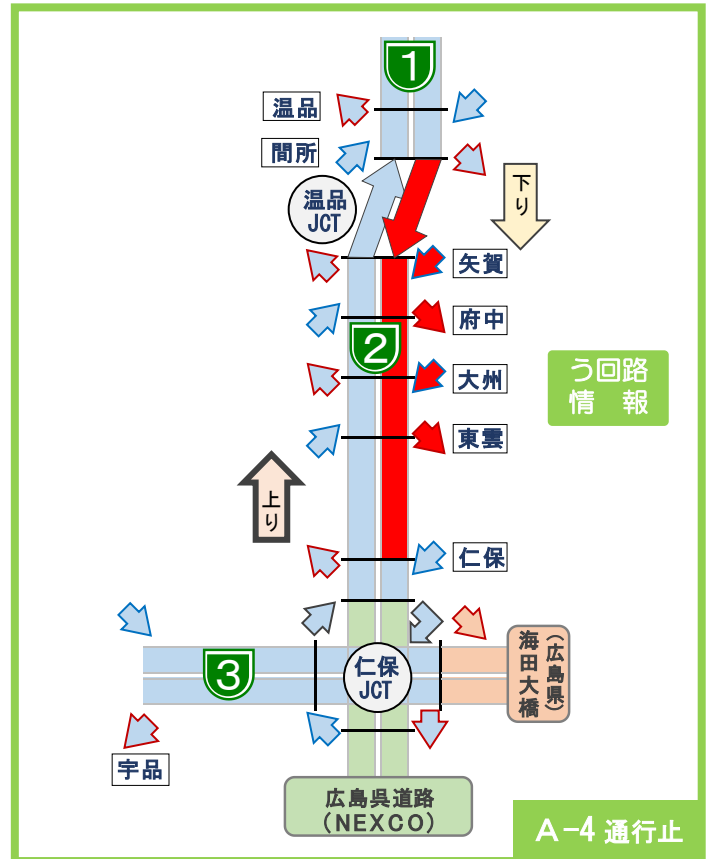 1
温品
間所
温品
JCT
下り
矢賀
府中
2
大州
う回路
情 報
東雲
上り
仁保
3
仁保
JCT
海田大橋
(広島県)
宇品
広島呉道路
(NEXCO)
A-4 通行止